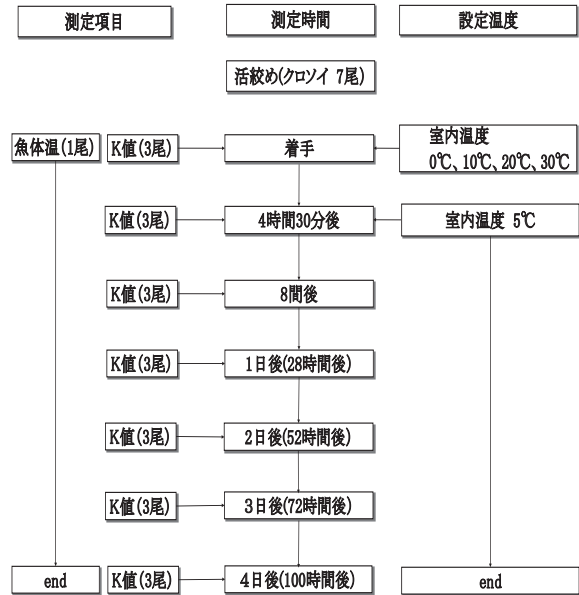 測定項目
測定時間
設定温度
活絞め(クロソイ 7尾)
魚体温(1尾)
K値(3尾)
着手
室内温度
0℃、10℃、20℃、30℃
K値(3尾)
4時間30分後
室内温度 5℃
K値(3尾)
8間後
K値(3尾)
1日後(28時間後)
K値(3尾)
2日後(52時間後)
K値(3尾)
3日後(72時間後)
end
K値(3尾)
4日後(100時間後)
end